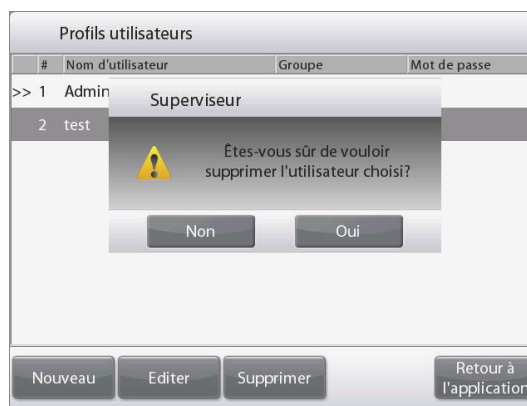 Profils utilisateurs
# Nom d'utilisateur Groupe Mot de passe
>> 1 Admin
Superviseur
2 test
Êtes-vous sûr de vouloir
supprimer l'utilisateur choisi?
Non Oui
Nouveau Editer Supprimer Retour à
l'application